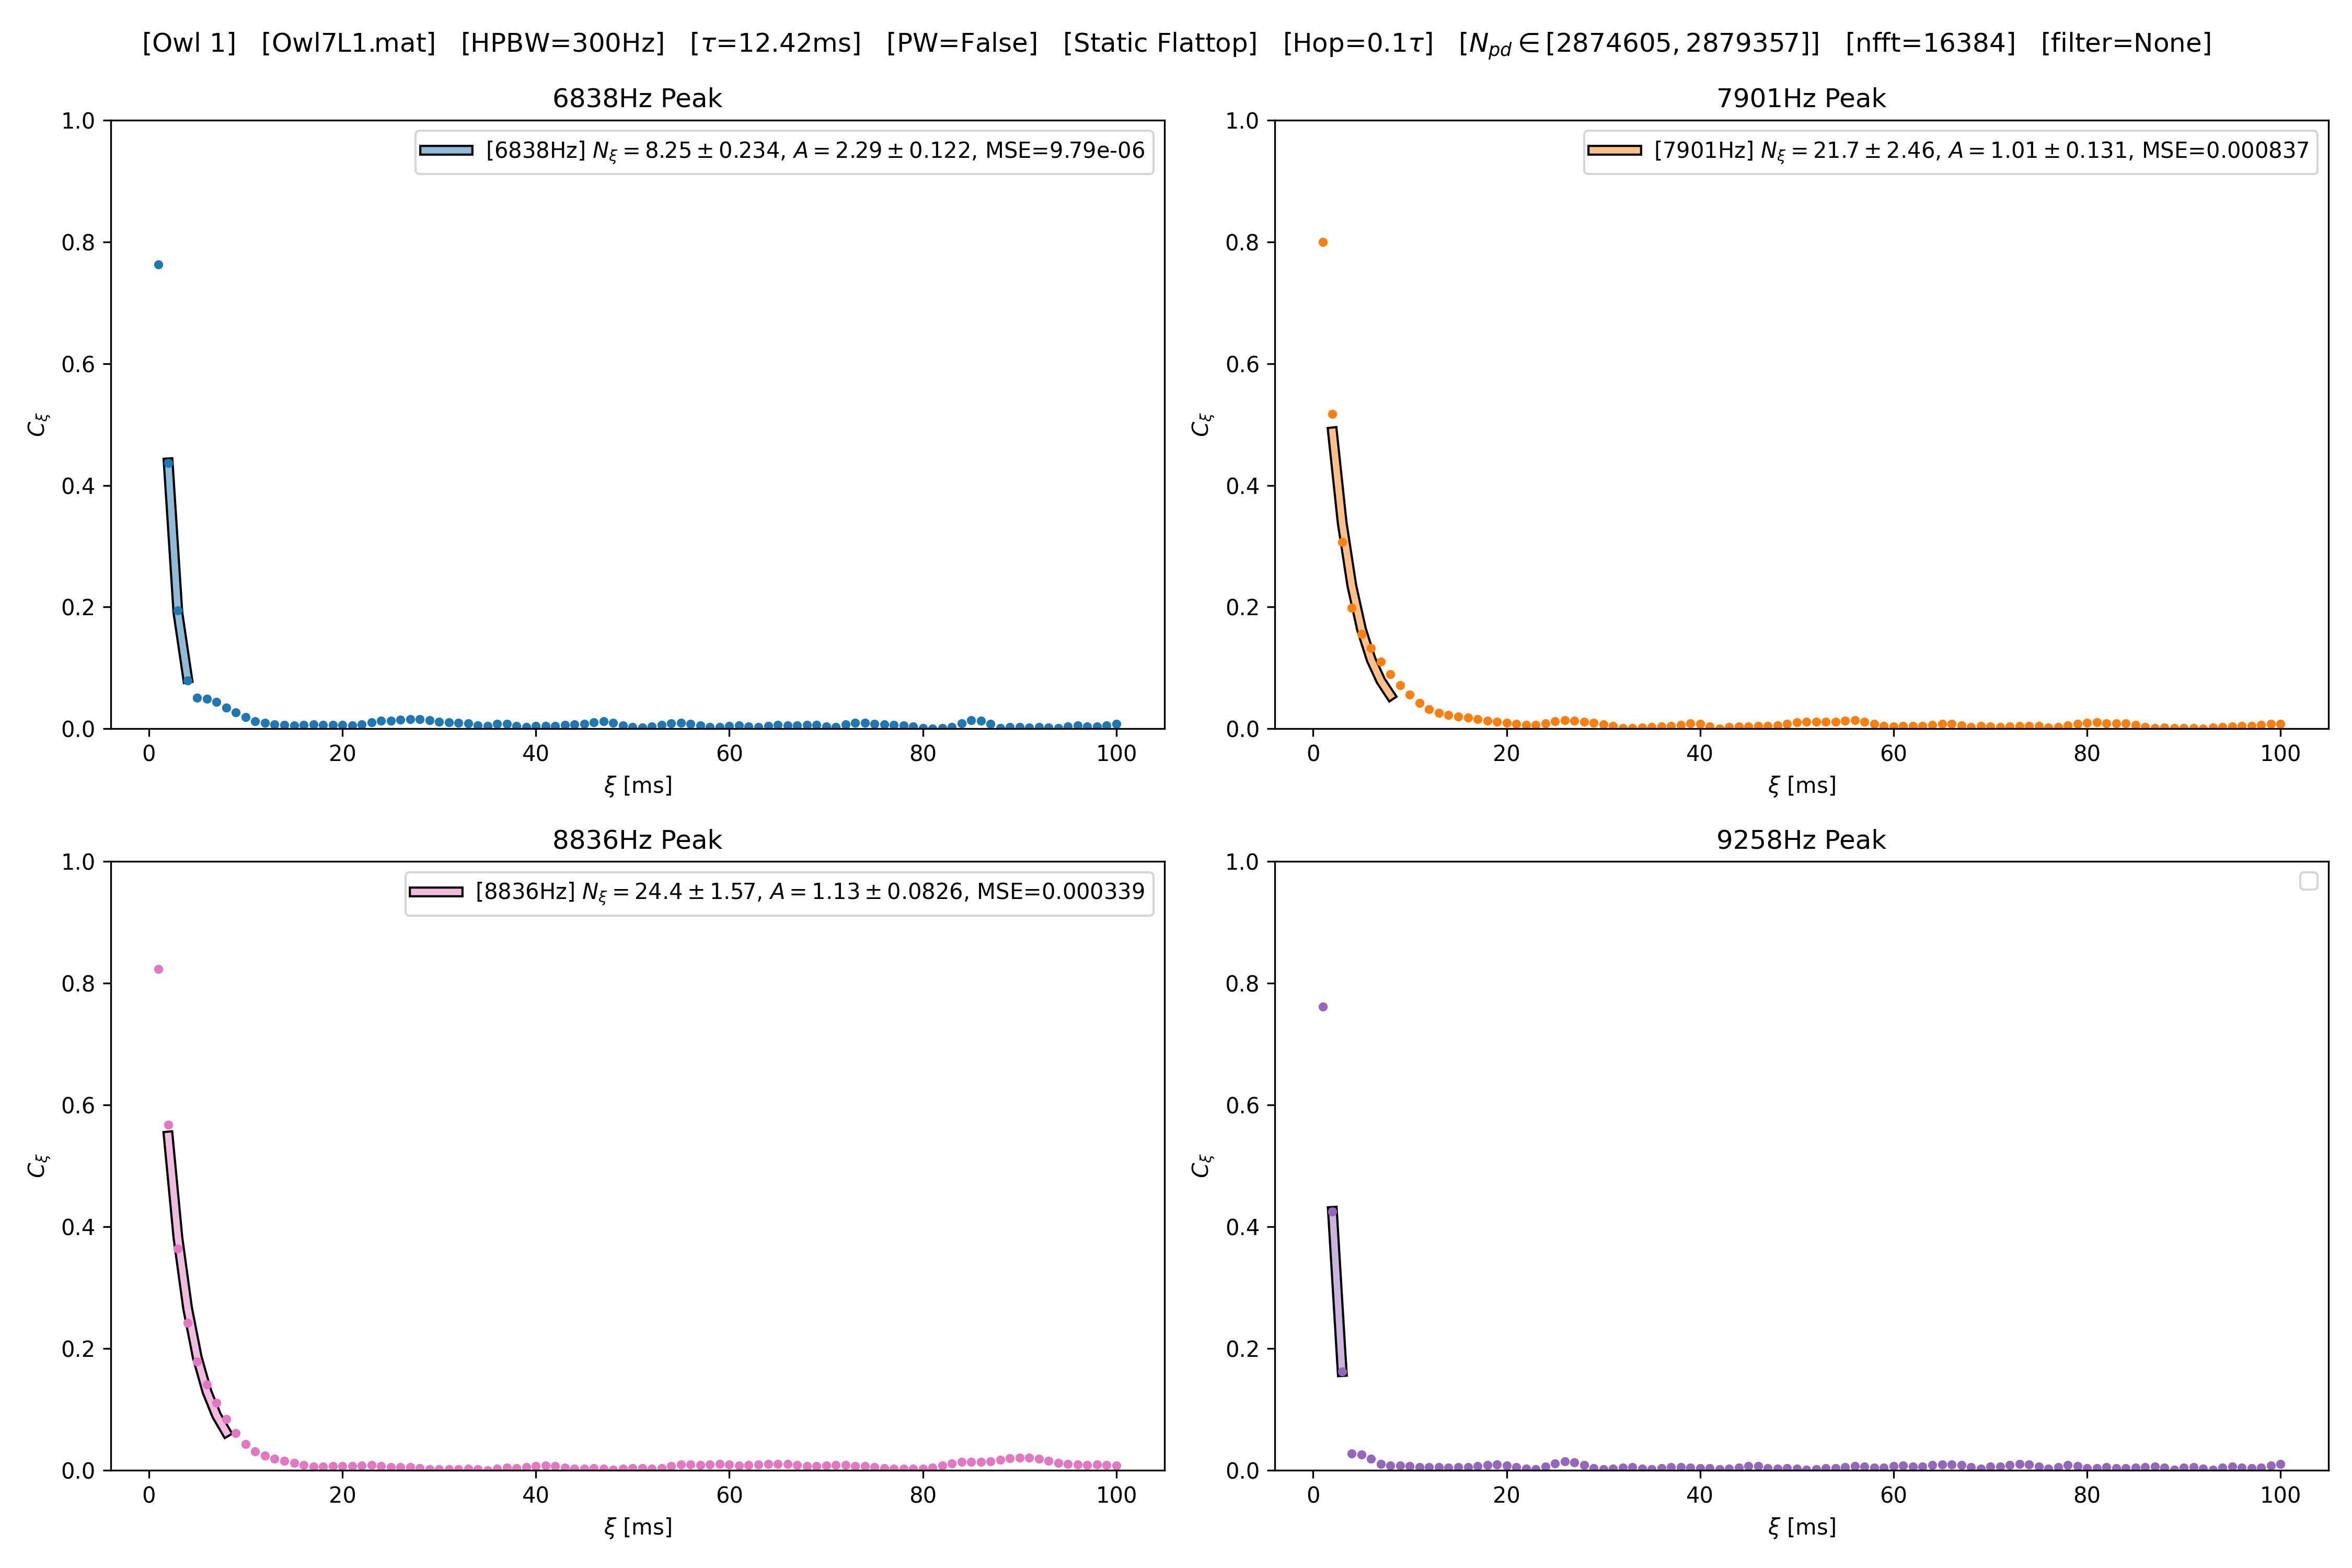 [Owl 1] [Owl7L1.mat] [HPBW=300Hz] [τ=12.42ms] [PW=False] [Static Flattop] [Hop=0.1τ] [N_pd ∈ [2874605, 2879357]] [nfft=16384] [filter=None]
6838Hz Peak
[6838Hz] N_ξ = 8.25 ± 0.234, A = 2.29 ± 0.122, MSE=9.79e-06
1.0
0.8
0.6
0.4
0.2
0.0
C_ξ
0 20 40 60 80 100
ξ [ms]
7901Hz Peak
[7901Hz] N_ξ = 21.7 ± 2.46, A = 1.01 ± 0.131, MSE=0.000837
1.0
0.8
0.6
0.4
0.2
0.0
C_ξ
0 20 40 60 80 100
ξ [ms]
8836Hz Peak
[8836Hz] N_ξ = 24.4 ± 1.57, A = 1.13 ± 0.0826, MSE=0.000339
1.0
0.8
0.6
0.4
0.2
0.0
C_ξ
0 20 40 60 80 100
ξ [ms]
9258Hz Peak
1.0
0.8
0.6
0.4
0.2
0.0
C_ξ
0 20 40 60 80 100
ξ [ms]